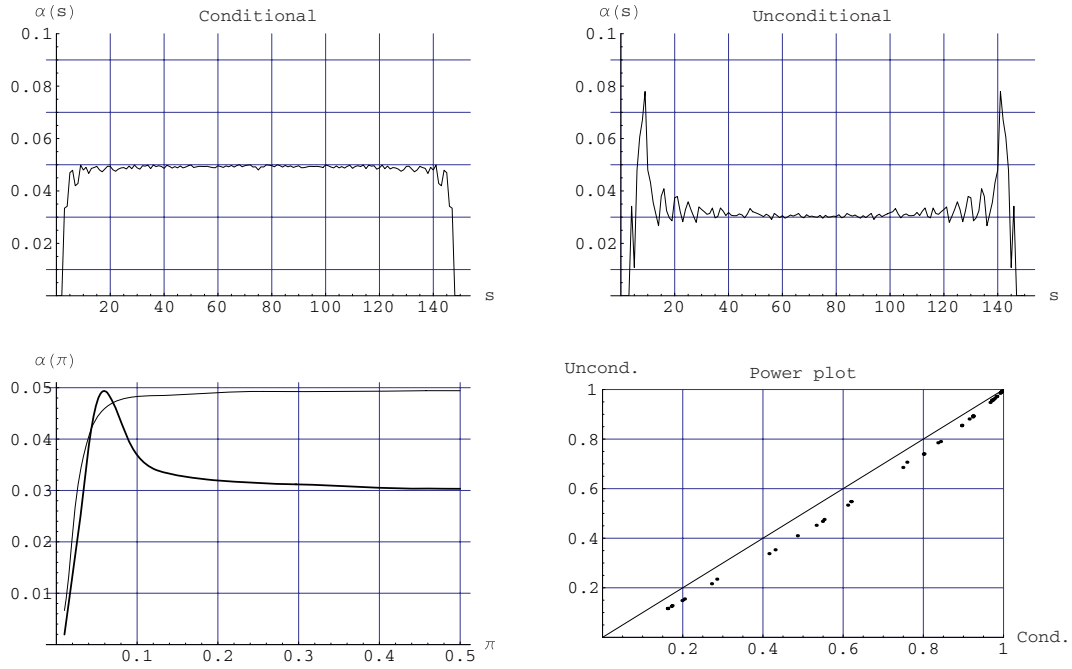 α(s)
Conditional
0.1
0.08
0.06
0.04
0.02
20 40 60 80 100 120 140
s
α(s)
Unconditional
0.1
0.08
0.06
0.04
0.02
20 40 60 80 100 120 140
s
α(π)
0.05
0.04
0.03
0.02
0.01
0.1 0.2 0.3 0.4 0.5
π
Uncond.
Power plot
1
0.8
0.6
0.4
0.2
0.2 0.4 0.6 0.8 1
Cond.